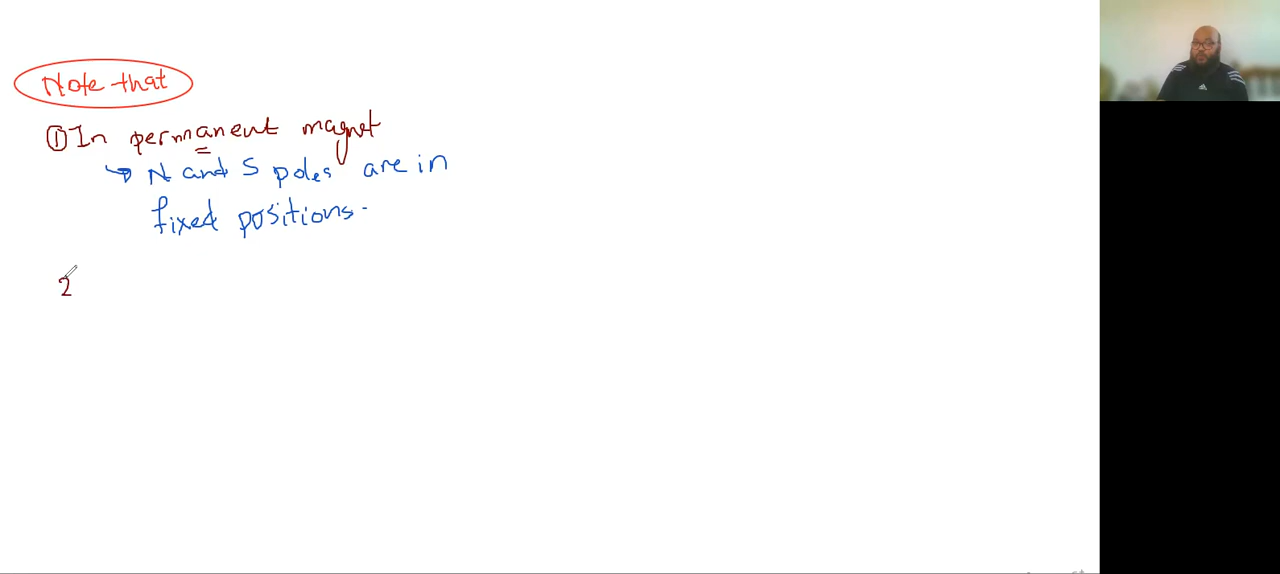 Note that
① In permanent magnet
↳ N and S poles are in
fixed positions.
2